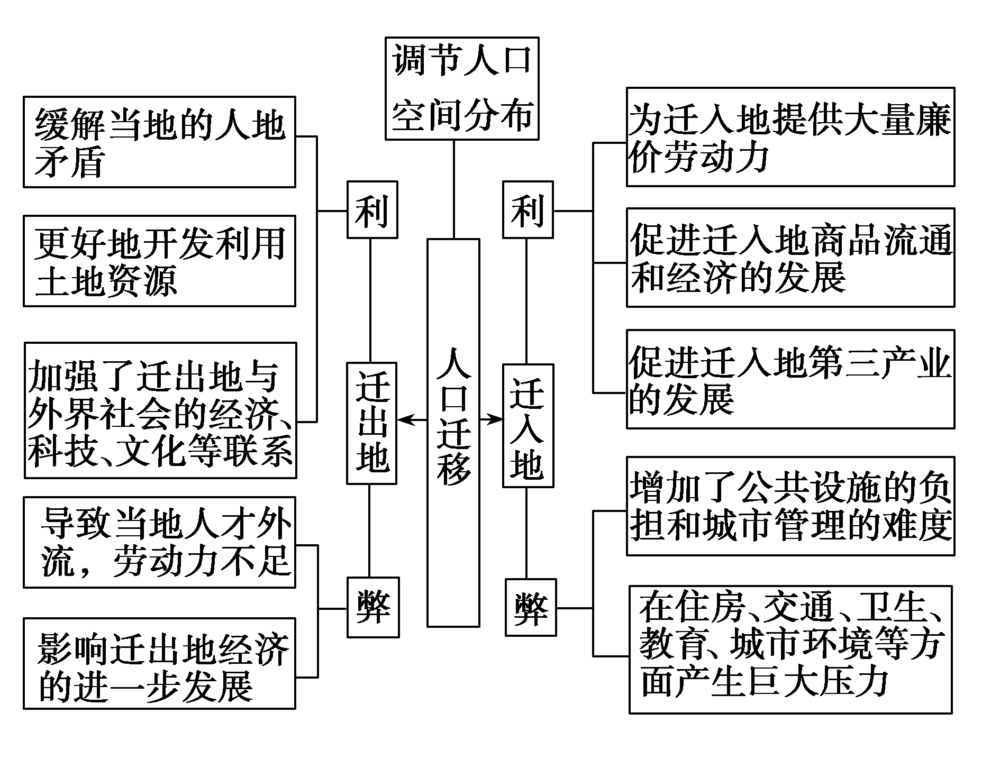 调节人口
空间分布
缓解当地的人地
矛盾
更好地开发利用
土地资源
加强了迁出地与
外界社会的经济、
科技、文化等联系
导致当地人才外
流，劳动力不足
影响迁出地经济
的进一步发展
利
迁出地
弊
人口迁移
利
迁入地
弊
为迁入地提供大量廉
价劳动力
促进迁入地商品流通
和经济的发展
促进迁入地第三产业
的发展
增加了公共设施的负
担和城市管理的难度
在住房、交通、卫生、
教育、城市环境等方
面产生巨大压力